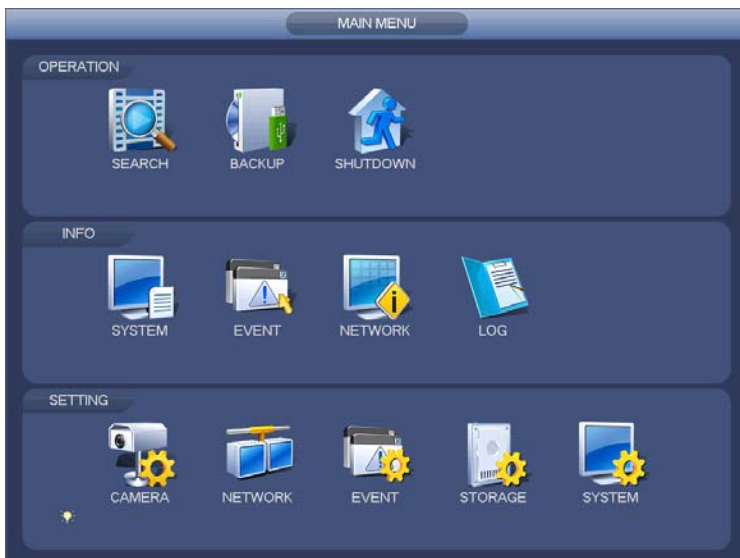 MAIN MENU
OPERATION
SEARCH BACKUP SHUTDOWN
INFO
SYSTEM EVENT NETWORK LOG
SETTING
CAMERA NETWORK EVENT STORAGE SYSTEM